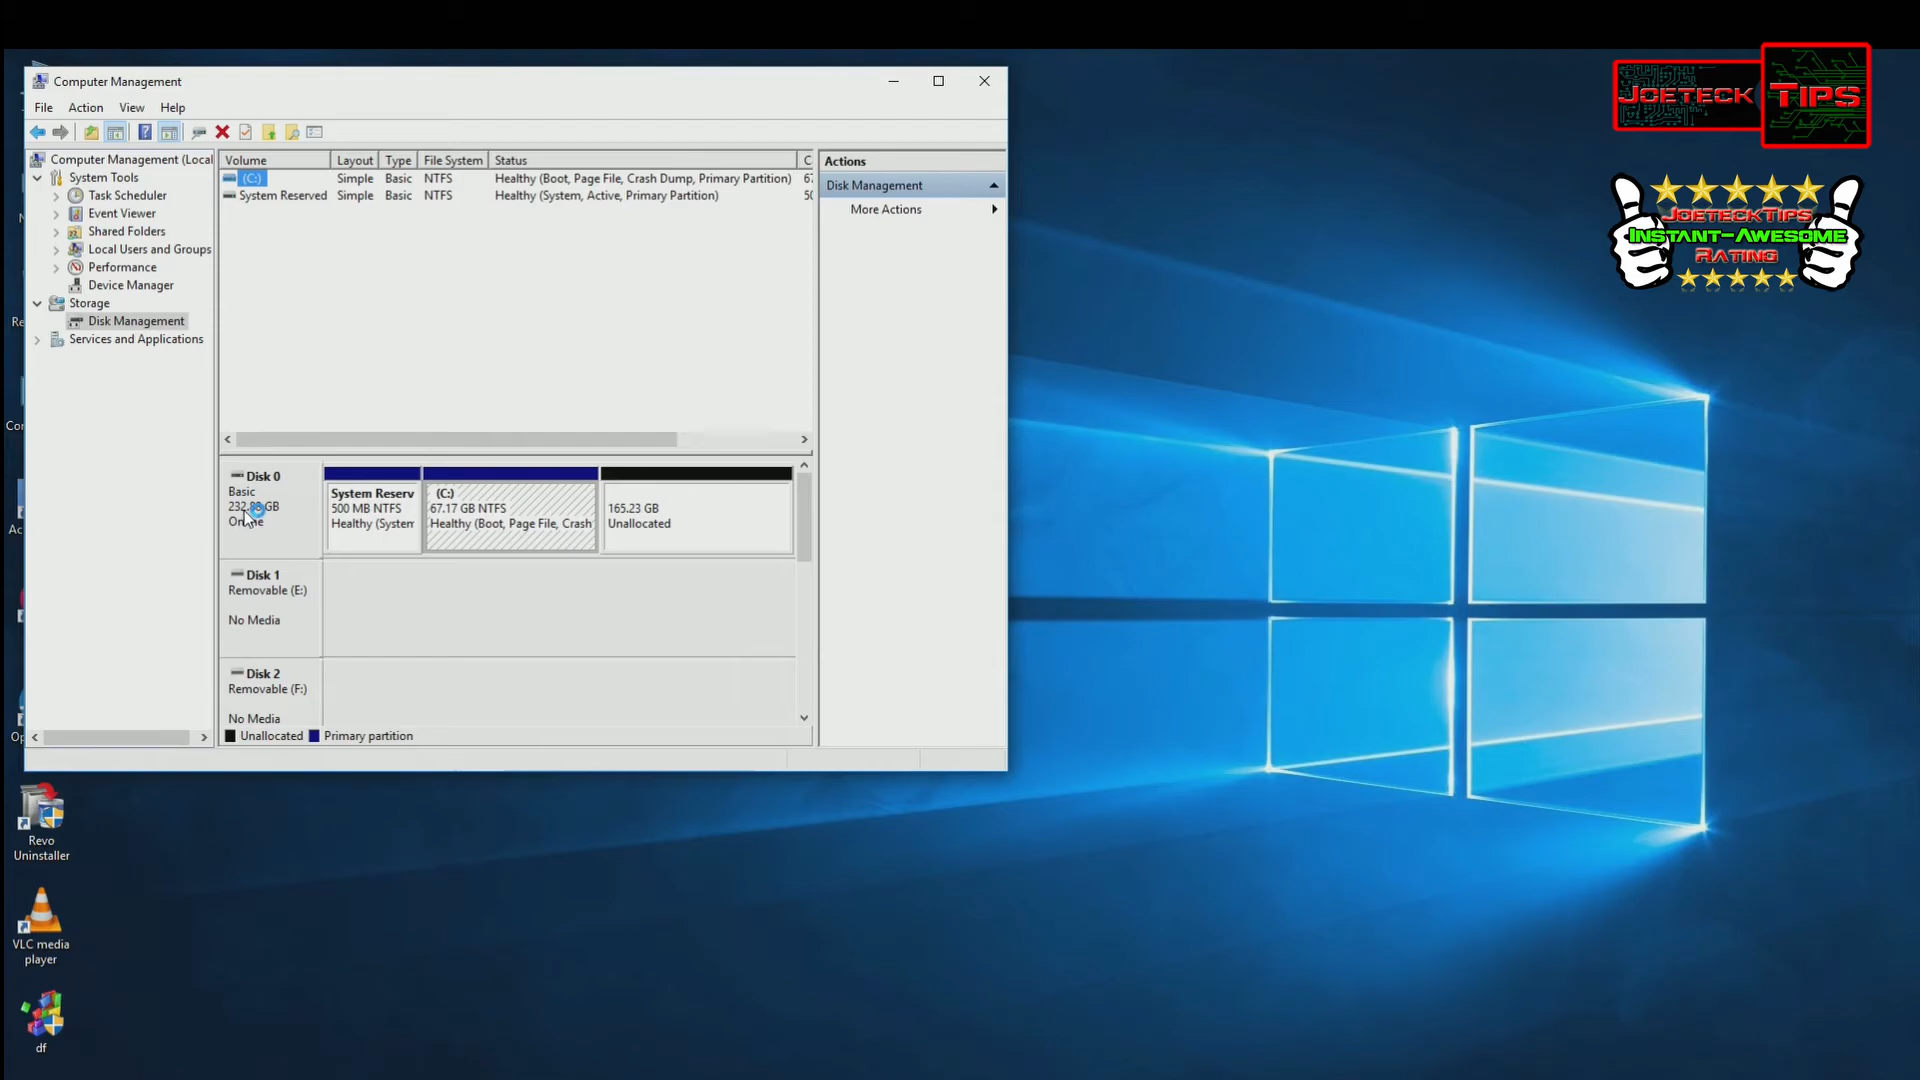 Computer Management
File Action View Help
Computer Management (Local
System Tools
Task Scheduler
Event Viewer
Shared Folders
Local Users and Groups
Performance
Device Manager
Storage
Disk Management
Services and Applications
Volume Layout Type File System Status C
(C:) Simple Basic NTFS Healthy (Boot, Page File, Crash Dump, Primary Partition) 67
System Reserved Simple Basic NTFS Healthy (System, Active, Primary Partition) 50
Actions
Disk Management
More Actions
Disk 0
Basic
232.88 GB
Online
System Reserv
500 MB NTFS
Healthy (System
(C:)
67.17 GB NTFS
Healthy (Boot, Page File, Crash
165.23 GB
Unallocated
Disk 1
Removable (E:)
No Media
Disk 2
Removable (F:)
No Media
Unallocated Primary partition
JOETECK TIPS
JOETECKTIPS
INSTANT-AWESOME
RATING
Revo
Uninstaller
VLC media
player
df